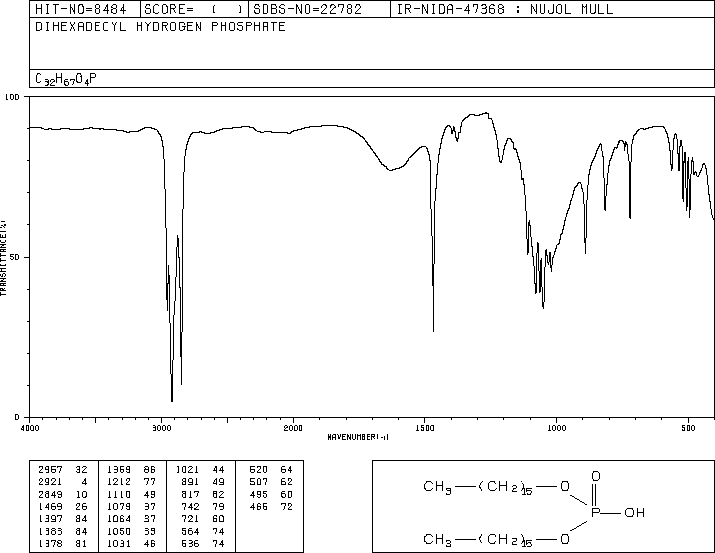 HIT-NO=8484 SCORE= ( ) SDBS-NO=22782 IR-NIDA-47368 : NUJOL MULL
DIHEXADECYL HYDROGEN PHOSPHATE
C32H67O4P
100
50
0
TRANSMITTANCE(%)
4000 3000 2000 1500 1000 500
WAVENUMBER(-1)
2957 32 1369 86 1021 44 620 64
2921 4 1212 77 891 49 507 62
2849 10 1110 49 817 62 495 60
1469 26 1079 37 742 79 466 72
1397 84 1064 37 721 60
1383 84 1050 39 564 74
1378 81 1031 46 536 74
O
CH3 (CH2)15 O
P OH
CH3 (CH2)15 O